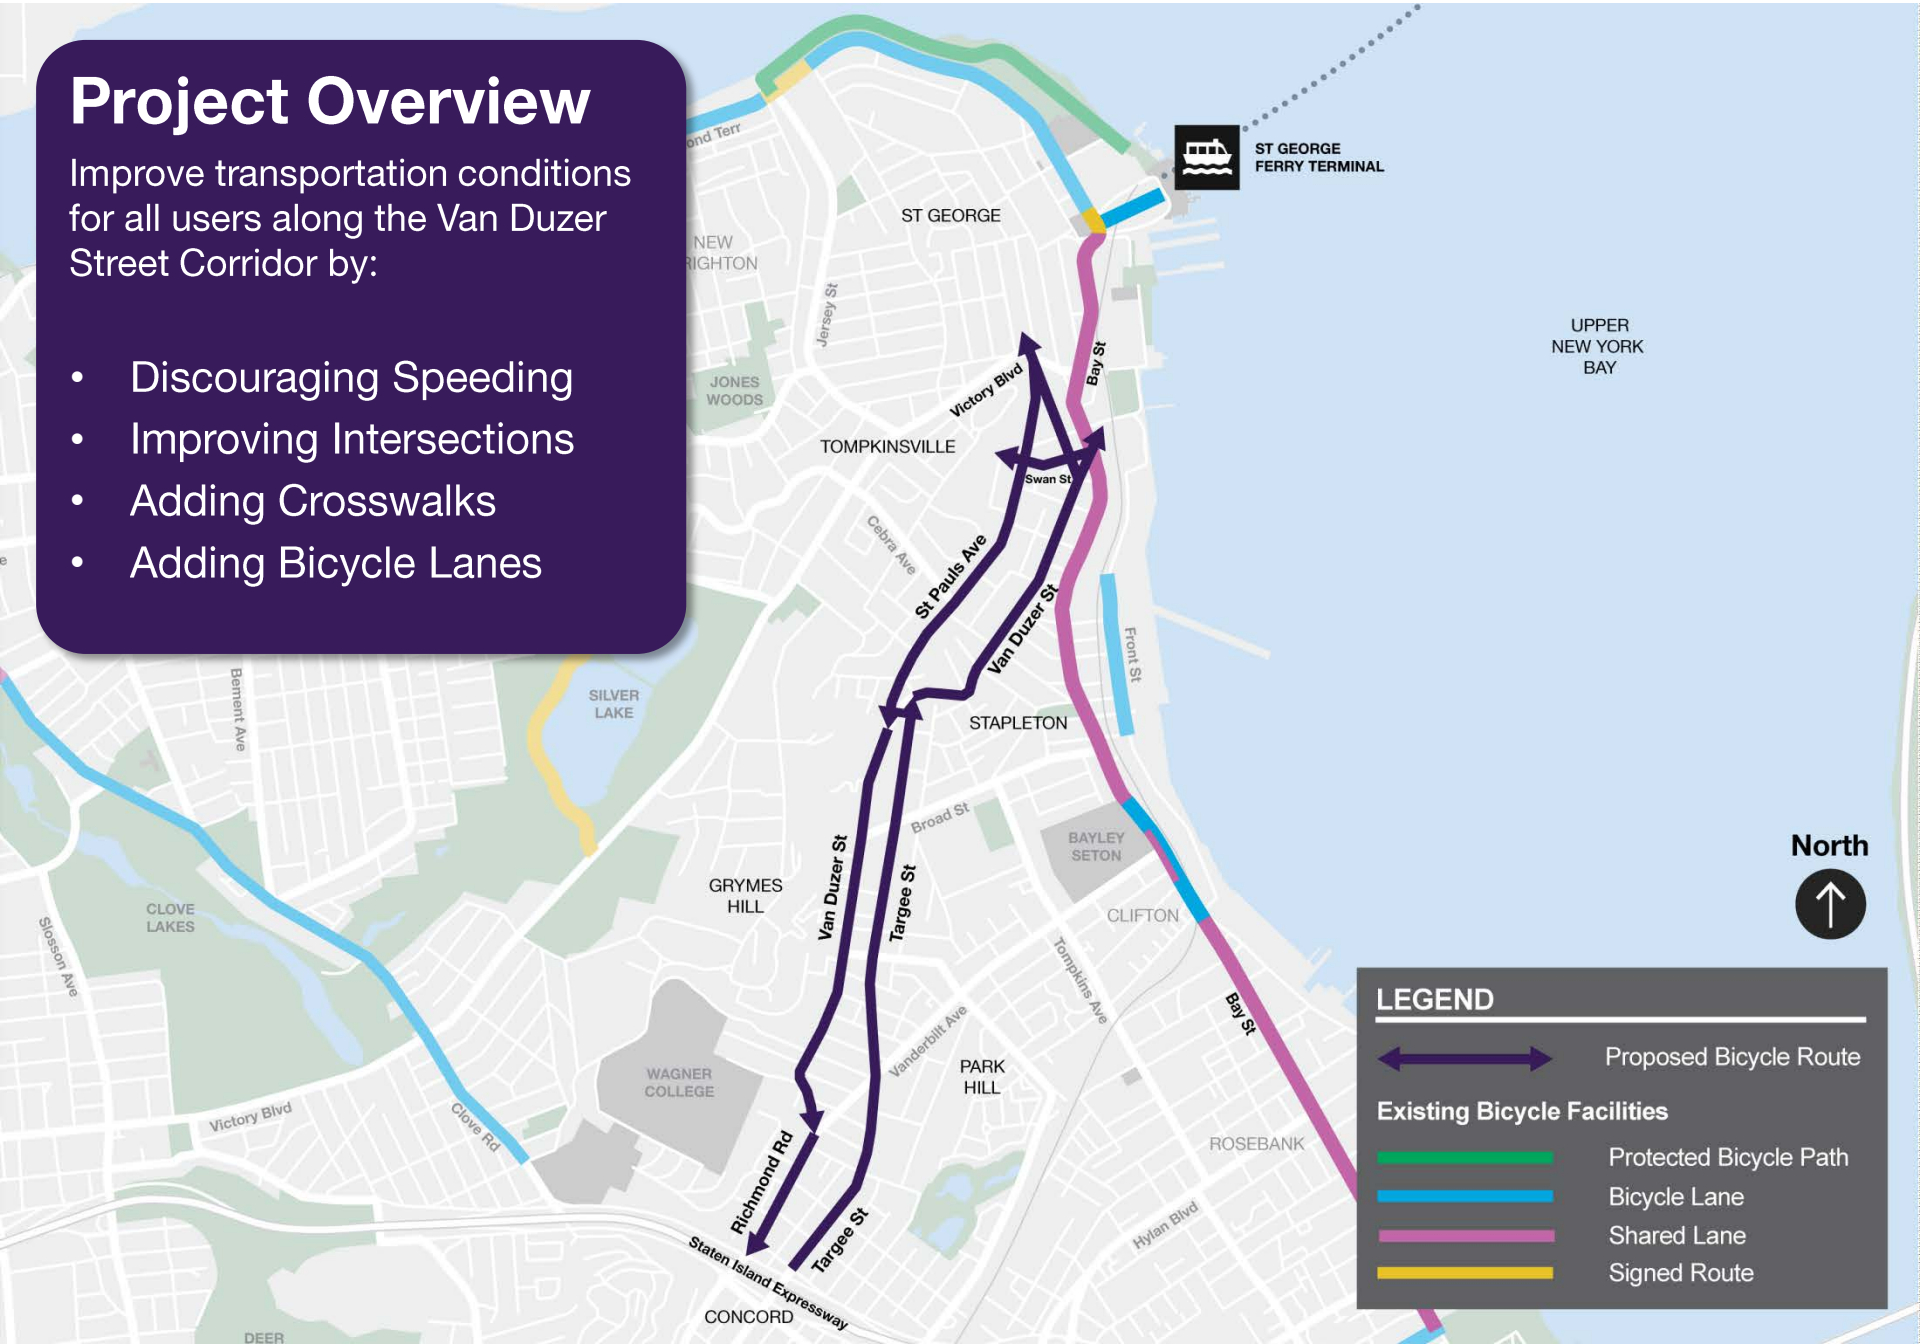 Project Overview
Improve transportation conditions
for all users along the Van Duzer
Street Corridor by:
• Discouraging Speeding
• Improving Intersections
• Adding Crosswalks
• Adding Bicycle Lanes
ond Terr
ST GEORGE
FERRY TERMINAL
ST GEORGE
NEW
RIGHTON
Jersey St
UPPER
NEW YORK
BAY
Bay St
Victory Blvd
JONES
WOODS
TOMPKINSVILLE
Swan St
Cebra Ave
St Pauls Ave
Van Duzer St
Front St
Bement Ave
SILVER
LAKE
STAPLETON
Broad St
BAYLEY
SETON
North
Van Duzer St
Targee St
GRYMES
HILL
CLOVE
LAKES
CLIFTON
Slosson Ave
Tompkins Ave
Bay St
Vanderbilt Ave
WAGNER
COLLEGE
PARK
HILL
Victory Blvd
Clove Rd
ROSEBANK
Richmond Rd
Targee St
Hylan Blvd
Staten Island Expressway
CONCORD
DEER
LEGEND
Proposed Bicycle Route
Existing Bicycle Facilities
Protected Bicycle Path
Bicycle Lane
Shared Lane
Signed Route